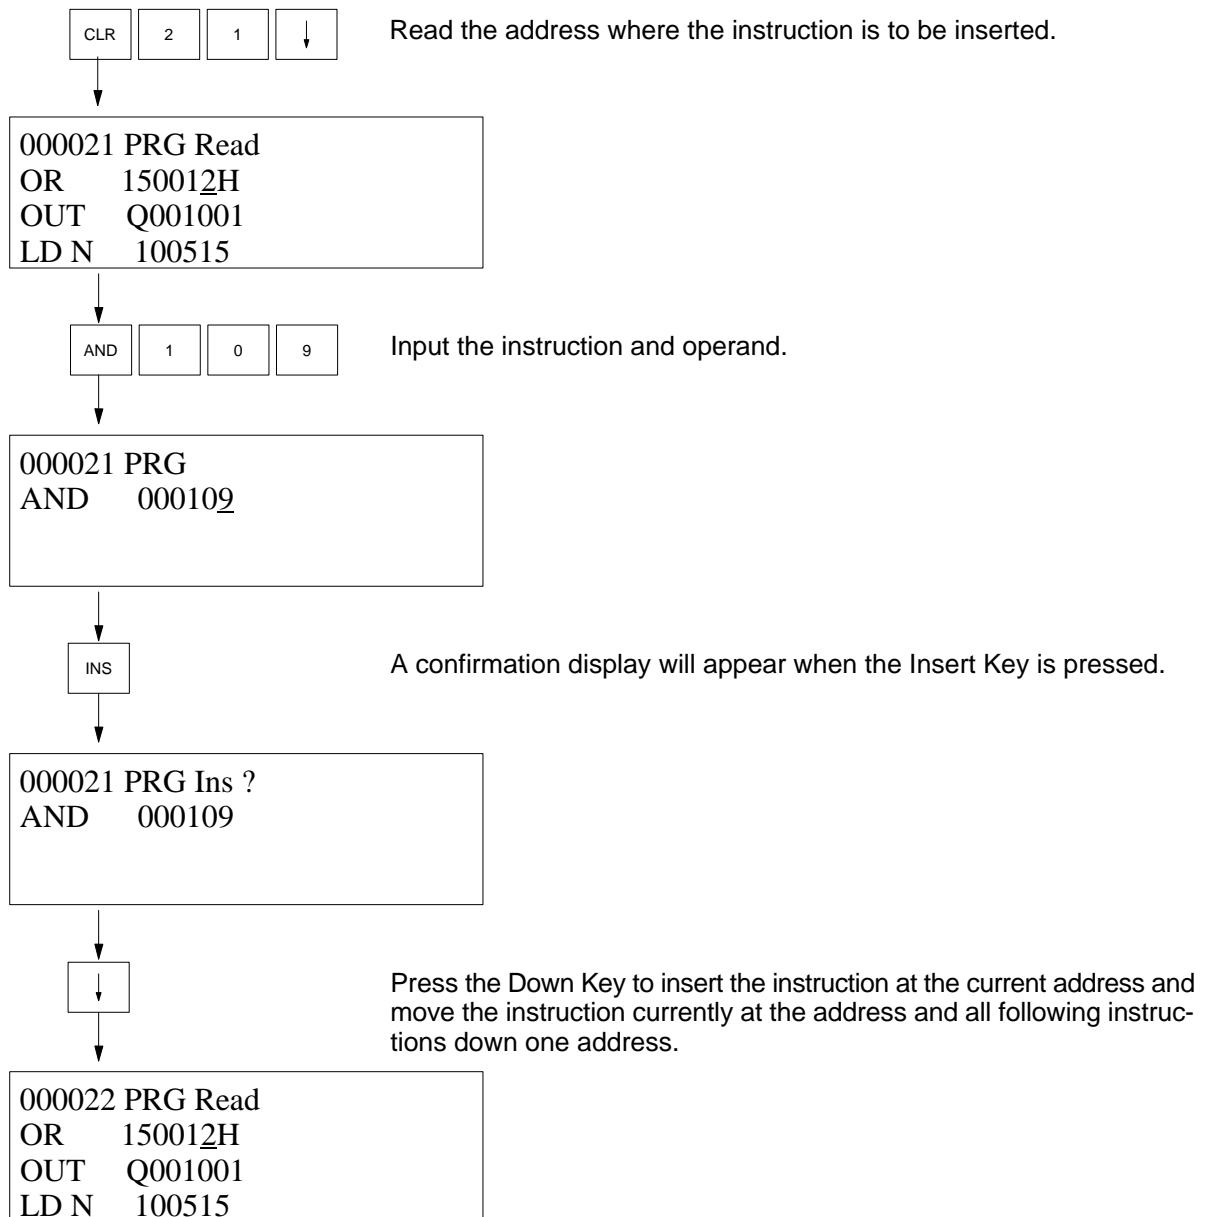 CLR 2 1 ↓ Read the address where the instruction is to be inserted.
000021 PRG Read
OR 150012H
OUT Q001001
LD N 100515
AND 1 0 9 Input the instruction and operand.
000021 PRG
AND 000109
INS A confirmation display will appear when the Insert Key is pressed.
000021 PRG Ins ?
AND 000109
↓ Press the Down Key to insert the instruction at the current address and
move the instruction currently at the address and all following instruc-
tions down one address.
000022 PRG Read
OR 150012H
OUT Q001001
LD N 100515